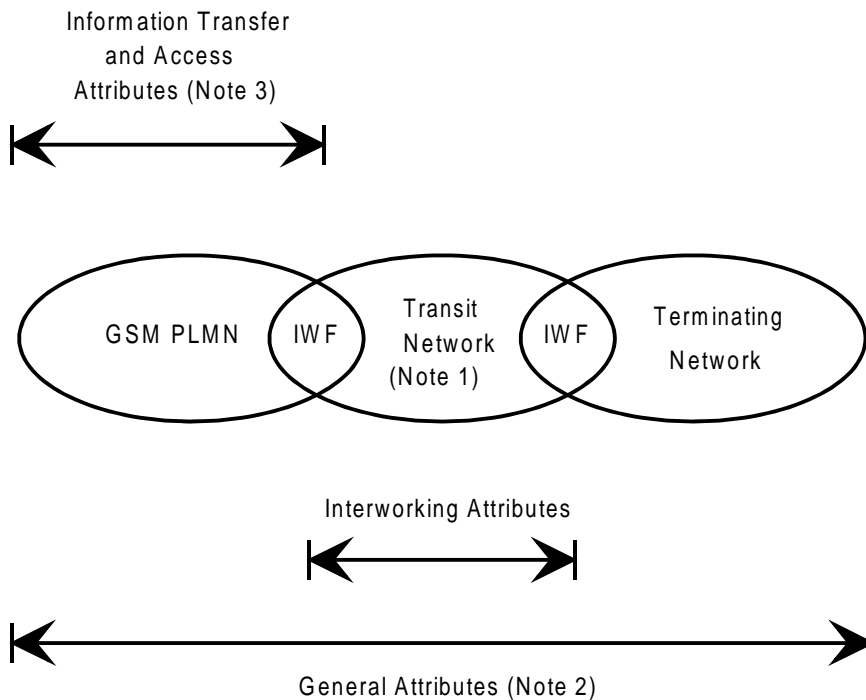 Information Transfer
and Access
Attributes (Note 3)
GSM PLMN
IWF
Transit
Network
(Note 1)
IWF
Terminating
Network
Interworking Attributes
General Attributes (Note 2)